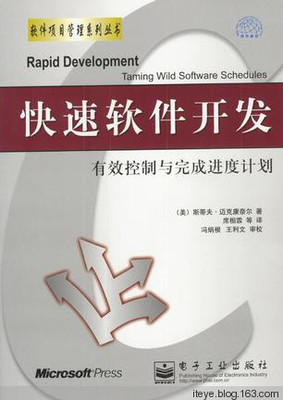 软件项目管理系列丛书
Rapid Development
Taming Wild Software Schedules
快速软件开发
有效控制与完成进度计划
(美) 斯蒂夫·迈克康奈尔 著
席相霖 等 译
冯炳根 王利文 审校
Microsoft Press
电子工业出版社
Publishing House of Electronics Industry
iteye.blog.163.com